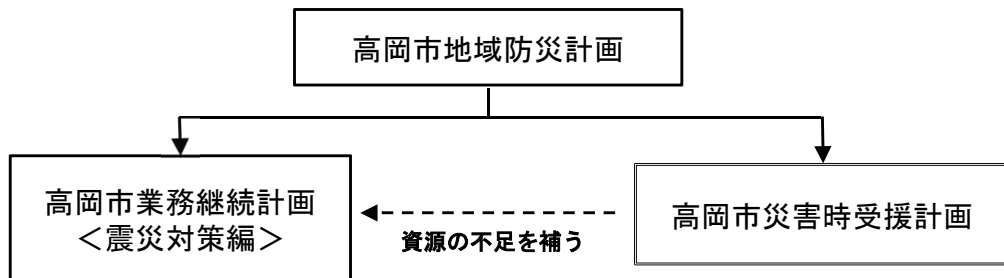 高岡市地域防災計画
高岡市業務継続計画
＜震災対策編＞
資源の不足を補う
高岡市災害時受援計画